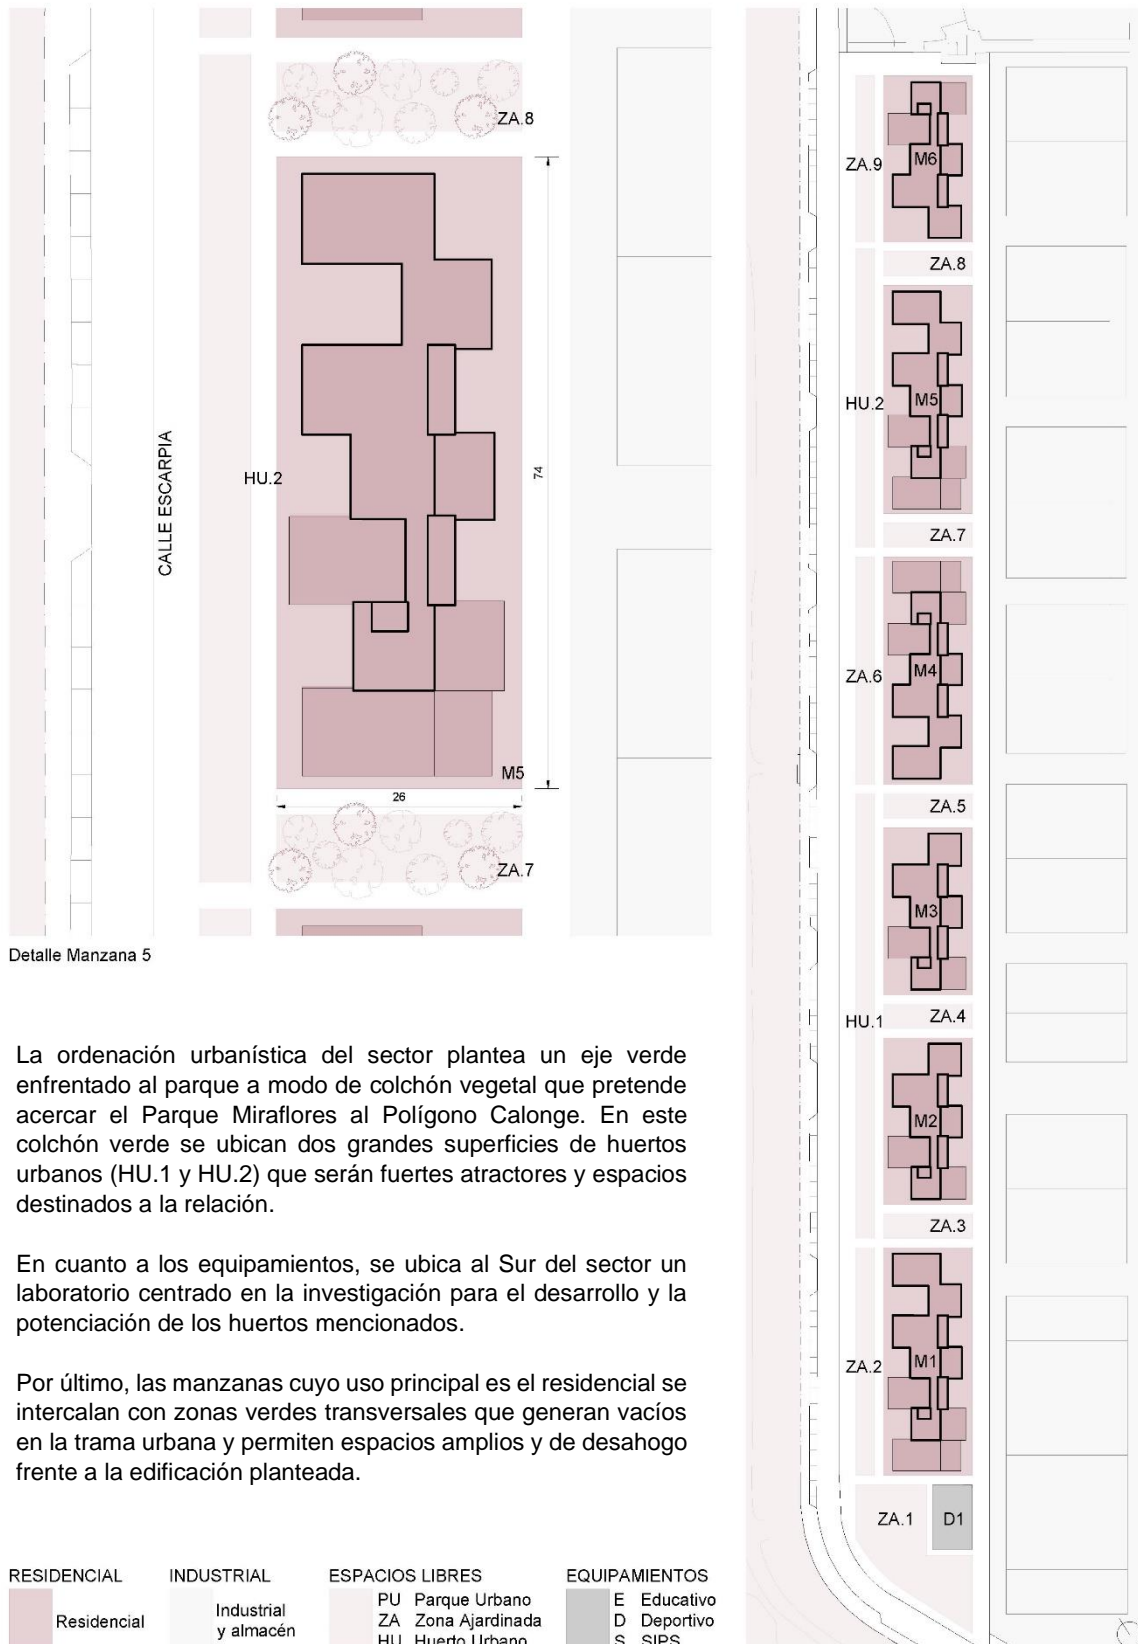 ZA.8
CALLE ESCARPIA
HU.2
74
M5
26
ZA.7
Detalle Manzana 5
La ordenación urbanística del sector plantea un eje verde
enfrentado al parque a modo de colchón vegetal que pretende
acercar el Parque Miraflores al Polígono Calonge. En este
colchón verde se ubican dos grandes superficies de huertos
urbanos (HU.1 y HU.2) que serán fuertes atractores y espacios
destinados a la relación.
En cuanto a los equipamientos, se ubica al Sur del sector un
laboratorio centrado en la investigación para el desarrollo y la
potenciación de los huertos mencionados.
Por último, las manzanas cuyo uso principal es el residencial se
intercalan con zonas verdes transversales que generan vacíos
en la trama urbana y permiten espacios amplios y de desahogo
frente a la edificación planteada.
RESIDENCIAL
Residencial
INDUSTRIAL
Industrial
y almacén
ESPACIOS LIBRES
PU Parque Urbano
ZA Zona Ajardinada
HU Huerto Urbano
EQUIPAMIENTOS
E Educativo
D Deportivo
S SIPS
ZA.9
M6
ZA.8
HU.2
M5
ZA.7
ZA.6
M4
ZA.5
M3
HU.1
ZA.4
M2
ZA.3
ZA.2
M1
ZA.1
D1